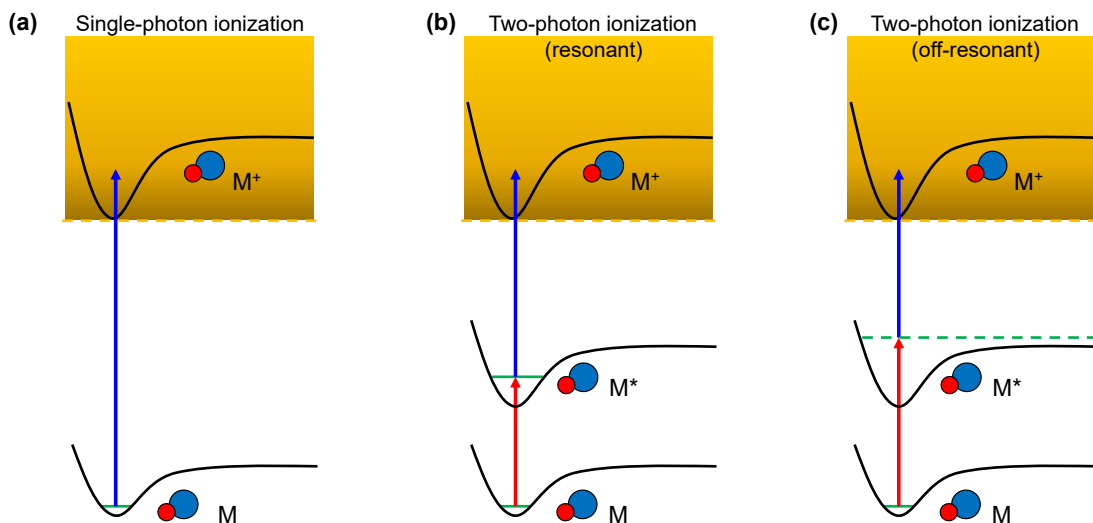 (a)
Single-photon ionization
M⁺
M
(b)
Two-photon ionization
(resonant)
M⁺
M*
M
(c)
Two-photon ionization
(off-resonant)
M⁺
M*
M